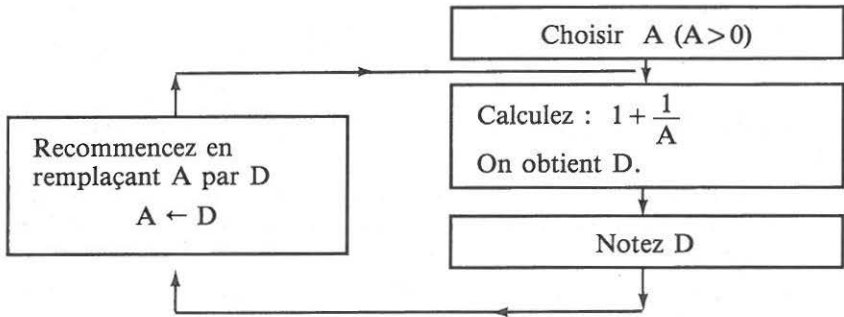 Choisir A (A>0)
Calculez : 1 + 1/A
On obtient D.
Notez D
Recommencez en
remplaçant A par D
A ← D